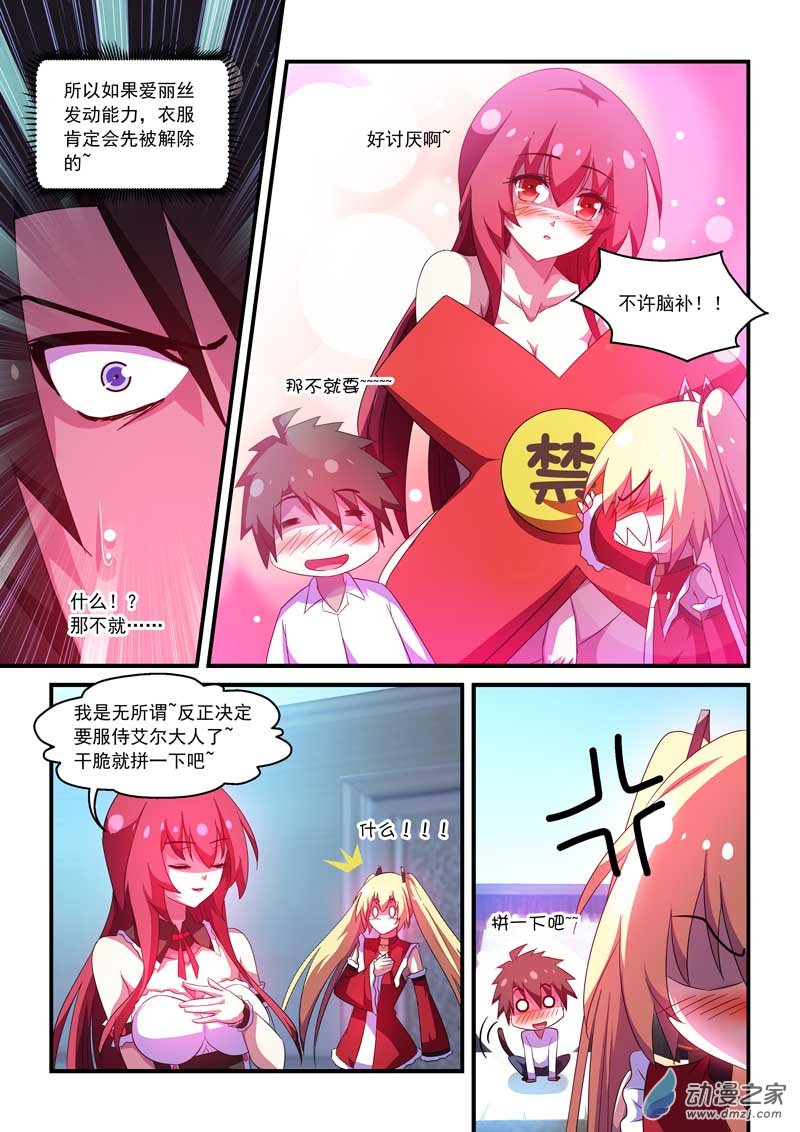 所以如果爱丽丝
发动能力，衣服
肯定会先被解除
的~
什么！？
那不就……
好讨厌啊~
不许脑补！！
那不就要~~~~~
禁
我是无所谓~反正决定
要服侍艾尔大人了~
干脆就拼一下吧~
什么！！！
拼一下吧~~
动漫之家
www.dmzj.com